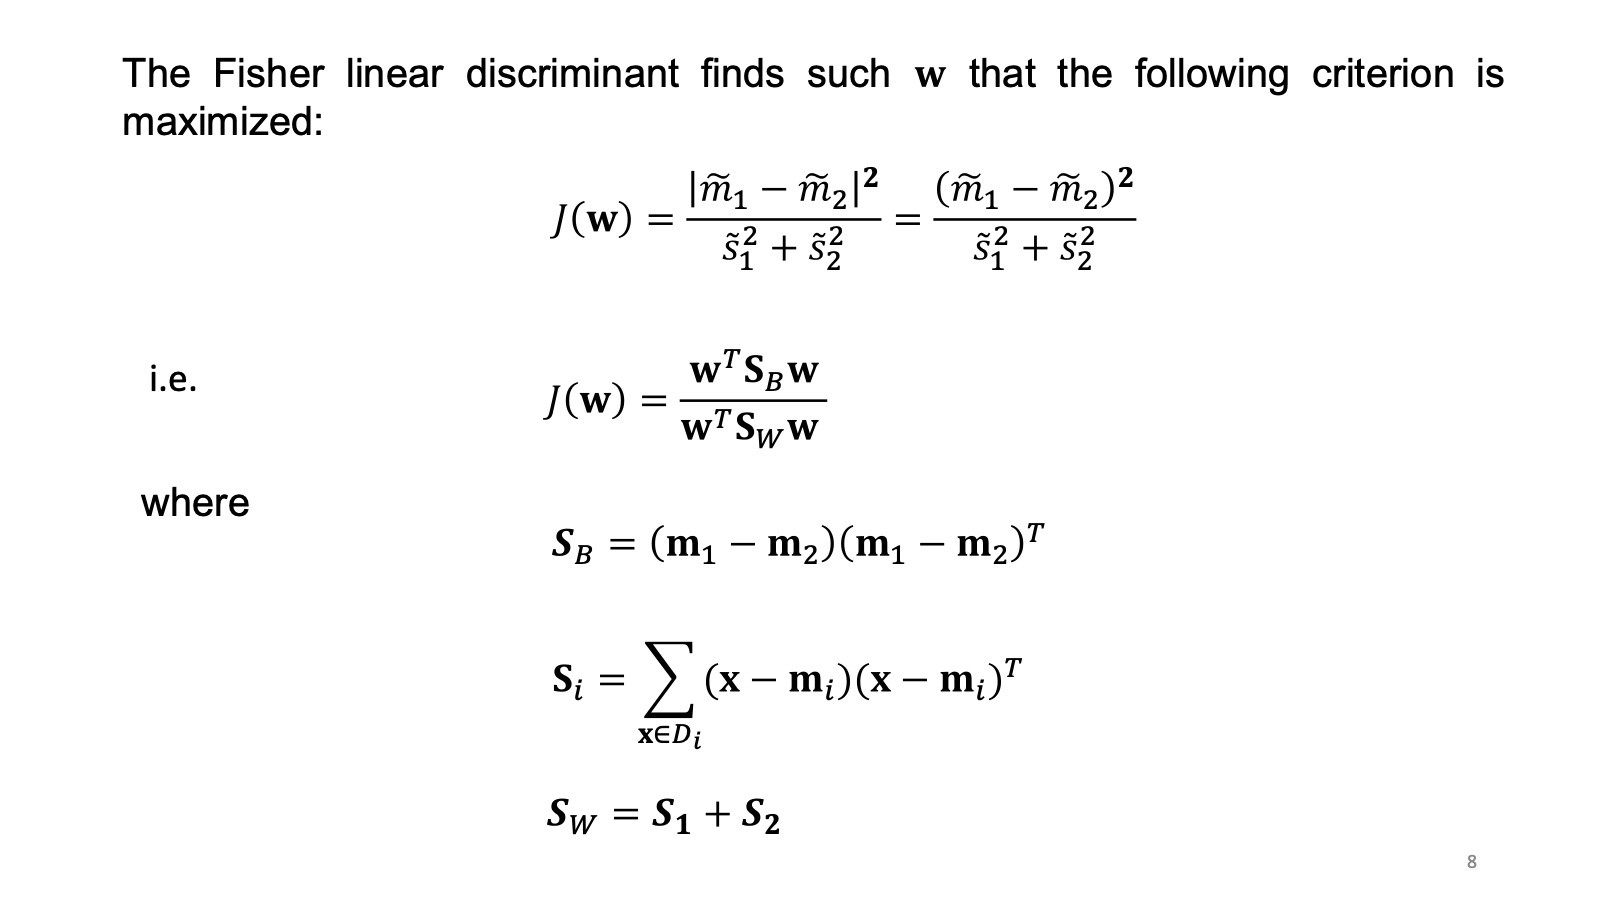 The Fisher linear discriminant finds such w that the following criterion is
maximized:
J(w) = |m̃₁ − m̃₂|² / (s̃₁² + s̃₂²) = (m̃₁ − m̃₂)² / (s̃₁² + s̃₂²)
i.e.
J(w) = wᵀS_B w / wᵀS_W w
where
S_B = (m₁ − m₂)(m₁ − m₂)ᵀ
Sᵢ = ∑_{x∈Dᵢ} (x − mᵢ)(x − mᵢ)ᵀ
S_W = S₁ + S₂
8